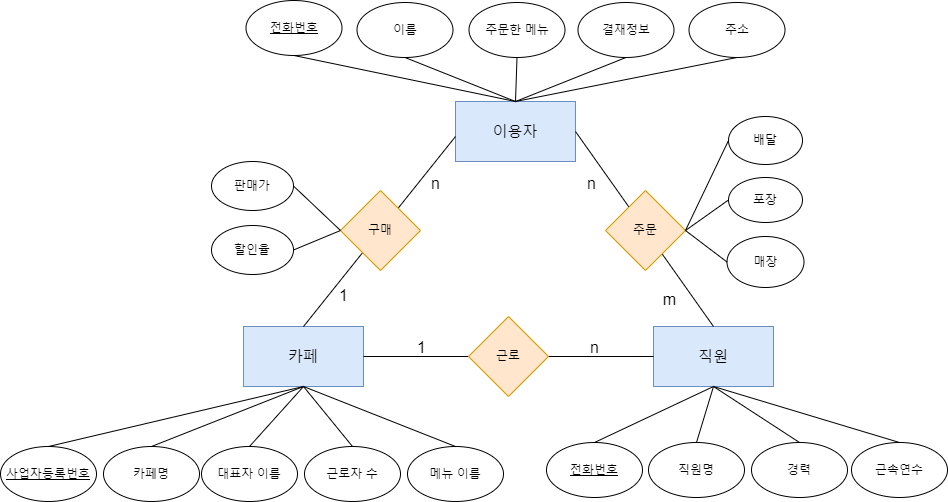 전화번호
이름
주문한 메뉴
결재정보
주소
이용자
배달
판매가
n
n
포장
구매
주문
할인율
매장
1
m
카페
1
근로
n
직원
사업자등록번호
카페명
대표자 이름
근로자 수
메뉴 이름
전화번호
직원명
경력
근속연수